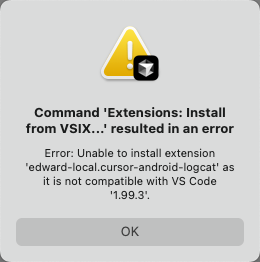 Command 'Extensions: Install
from VSIX...' resulted in an error
Error: Unable to install extension
'edward-local.cursor-android-logcat' as
it is not compatible with VS Code
'1.99.3'.
OK